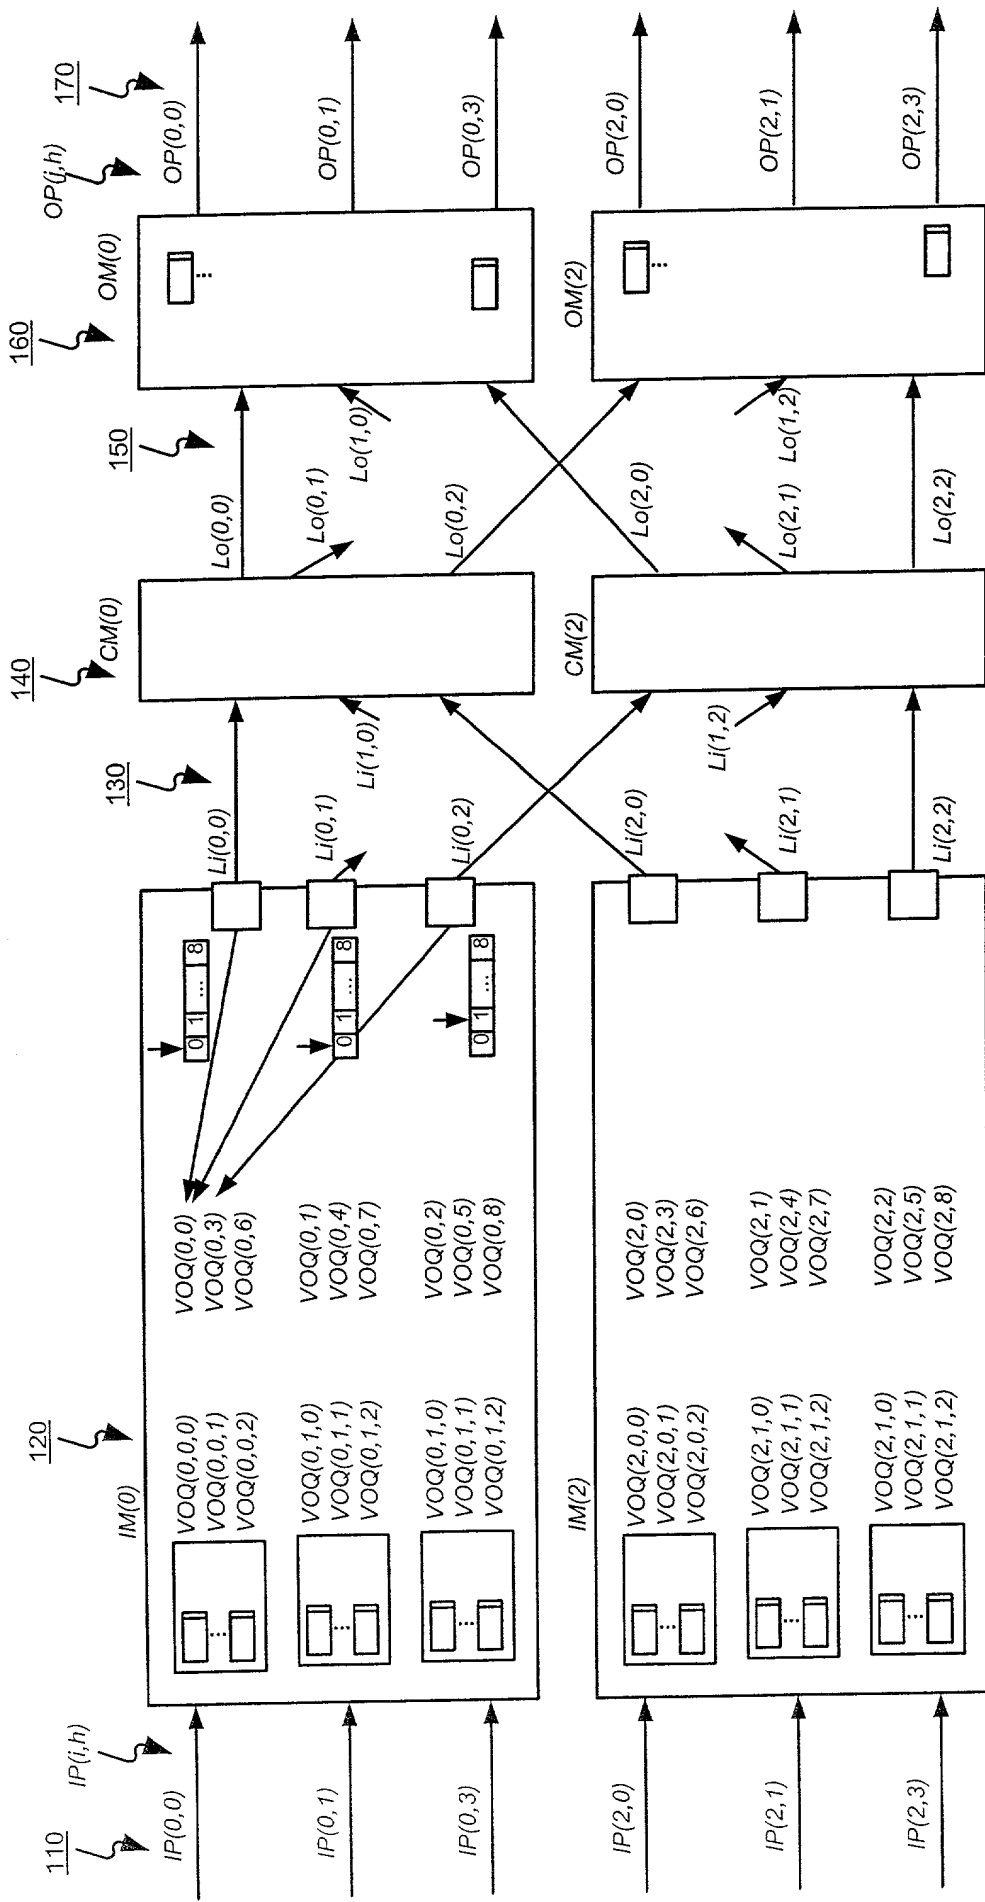 110
IP(i,h)
120
130
140
150
160
OP(j,h)
170
IM(0)
CM(0)
OM(0)
IP(0,0)
VOQ(0,0,0)
VOQ(0,0,1)
VOQ(0,0,2)
VOQ(0,0)
VOQ(0,3)
VOQ(0,6)
0 1 ... 8
Li(0,0)
Lo(0,0)
OP(0,0)
IP(0,1)
VOQ(0,1,0)
VOQ(0,1,1)
VOQ(0,1,2)
VOQ(0,1)
VOQ(0,4)
VOQ(0,7)
0 1 ... 8
Li(0,1)
Li(1,0)
Lo(0,1)
Lo(1,0)
OP(0,1)
IP(0,3)
VOQ(0,1,0)
VOQ(0,1,1)
VOQ(0,1,2)
VOQ(0,2)
VOQ(0,5)
VOQ(0,8)
0 1 ... 8
Li(0,2)
Lo(0,2)
OP(0,3)
IM(2)
CM(2)
OM(2)
IP(2,0)
VOQ(2,0,0)
VOQ(2,0,1)
VOQ(2,0,2)
VOQ(2,0)
VOQ(2,3)
VOQ(2,6)
Li(2,0)
Lo(2,0)
OP(2,0)
IP(2,1)
VOQ(2,1,0)
VOQ(2,1,1)
VOQ(2,1,2)
VOQ(2,1)
VOQ(2,4)
VOQ(2,7)
Li(2,1)
Li(1,2)
Lo(2,1)
Lo(1,2)
OP(2,1)
IP(2,3)
VOQ(2,1,0)
VOQ(2,1,1)
VOQ(2,1,2)
VOQ(2,2)
VOQ(2,5)
VOQ(2,8)
Li(2,2)
Lo(2,2)
OP(2,3)